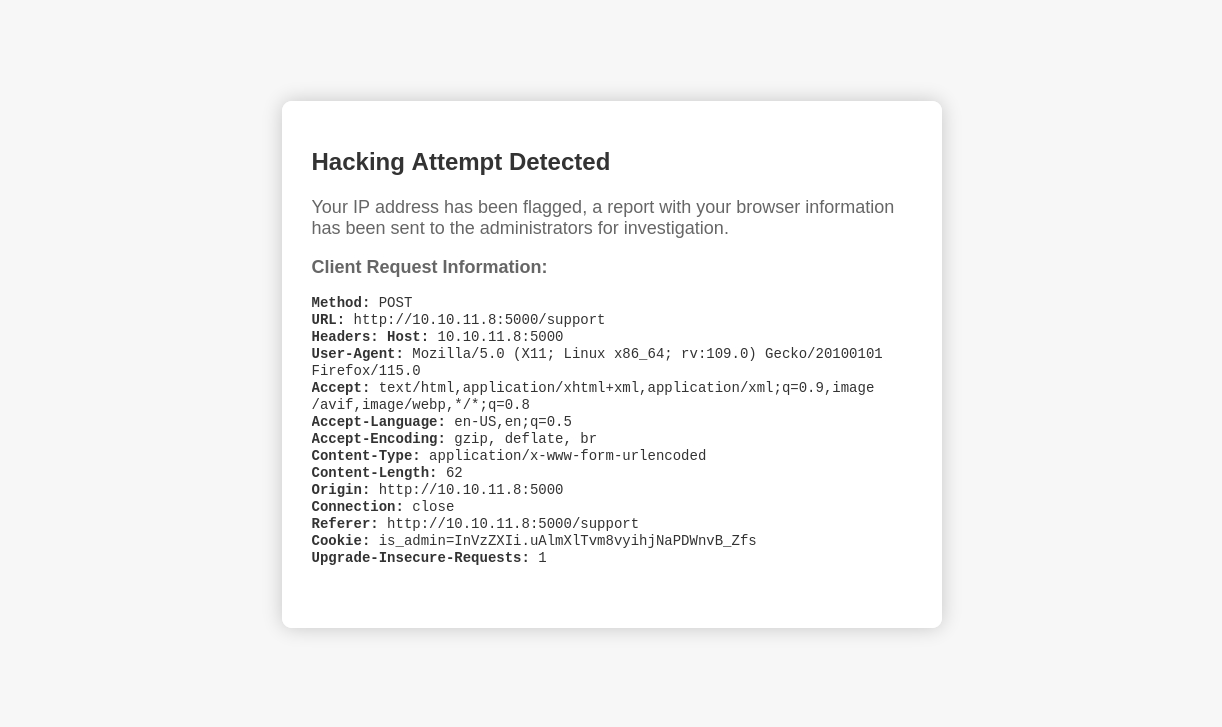 Hacking Attempt Detected
Your IP address has been flagged, a report with your browser information
has been sent to the administrators for investigation.
Client Request Information:
Method: POST
URL: http://10.10.11.8:5000/support
Headers: Host: 10.10.11.8:5000
User-Agent: Mozilla/5.0 (X11; Linux x86_64; rv:109.0) Gecko/20100101
Firefox/115.0
Accept: text/html,application/xhtml+xml,application/xml;q=0.9,image
/avif,image/webp,*/*;q=0.8
Accept-Language: en-US,en;q=0.5
Accept-Encoding: gzip, deflate, br
Content-Type: application/x-www-form-urlencoded
Content-Length: 62
Origin: http://10.10.11.8:5000
Connection: close
Referer: http://10.10.11.8:5000/support
Cookie: is_admin=InVzZXIi.uAlmXlTvm8vyihjNaPDWnvB_Zfs
Upgrade-Insecure-Requests: 1